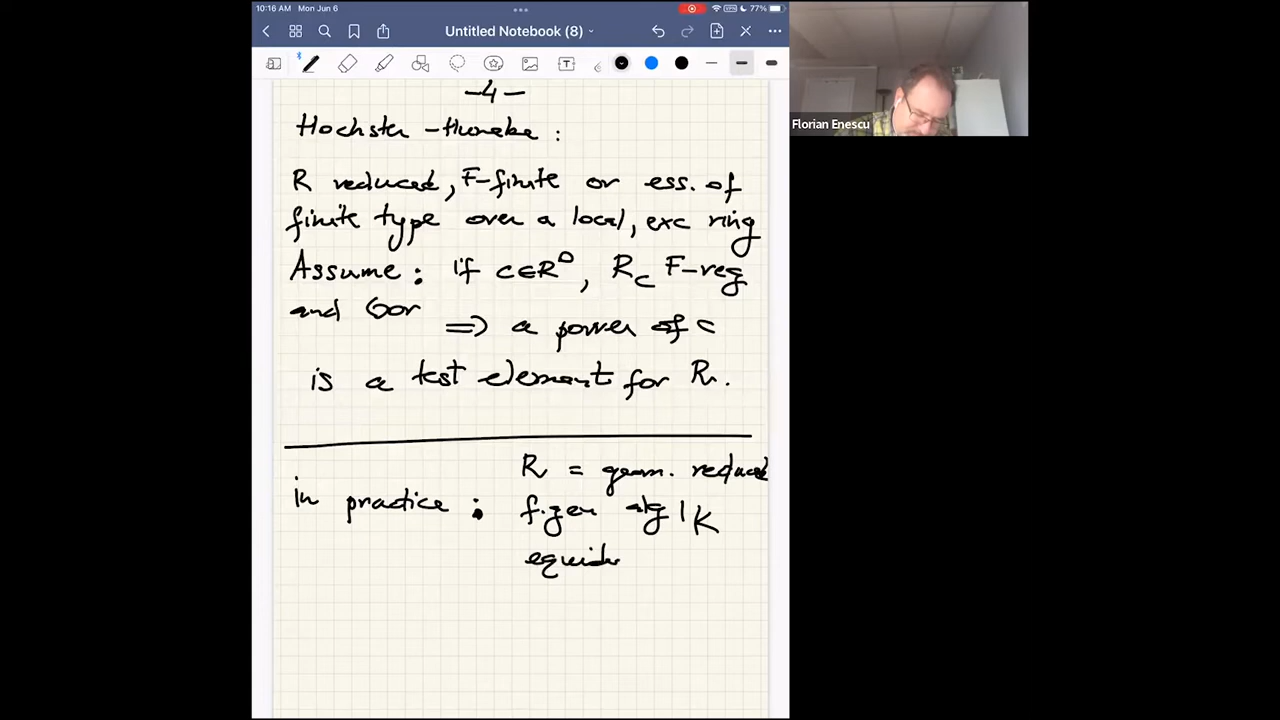 10:16 AM Mon Jun 6
77%
Untitled Notebook (8)
-4-
Hochster-Huneke :
R reduced, F-finite or ess. of
finite type over a local, exc ring
Assume : if c∈R°, R_c F-reg
and Gor ⟹ a power of c
is a test element for R.
in practice : R = geom. reduced
f.gen alg / K
equidi
Florian Enescu